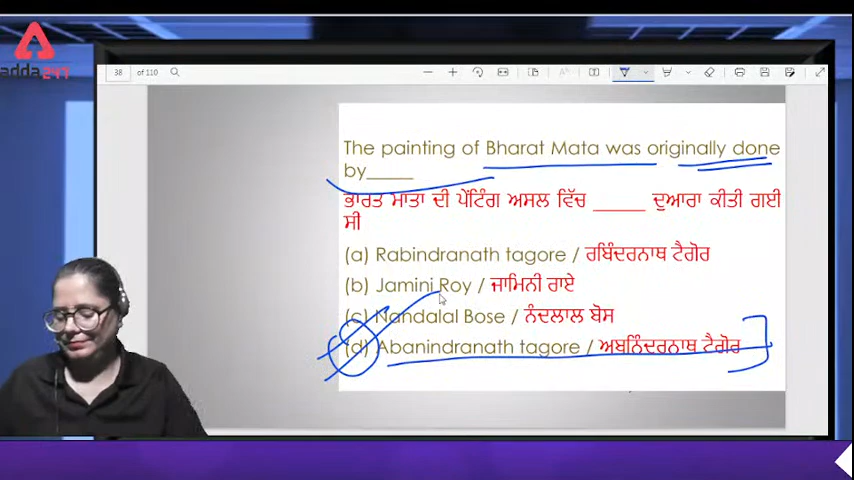 adda247
38 of 110
The painting of Bharat Mata was originally done
by_____
ਭਾਰਤ ਮਾਤਾ ਦੀ ਪੇਂਟਿੰਗ ਅਸਲ ਵਿੱਚ _____ ਦੁਆਰਾ ਕੀਤੀ ਗਈ
ਸੀ
(a) Rabindranath tagore / ਰਬਿੰਦਰਨਾਥ ਟੈਗੋਰ
(b) Jamini Roy / ਜਾਮਿਨੀ ਰਾਏ
(c) Nandalal Bose / ਨੰਦਲਾਲ ਬੋਸ
(d) Abanindranath tagore / ਅਬਨਿੰਦਰਨਾਥ ਟੈਗੋਰ